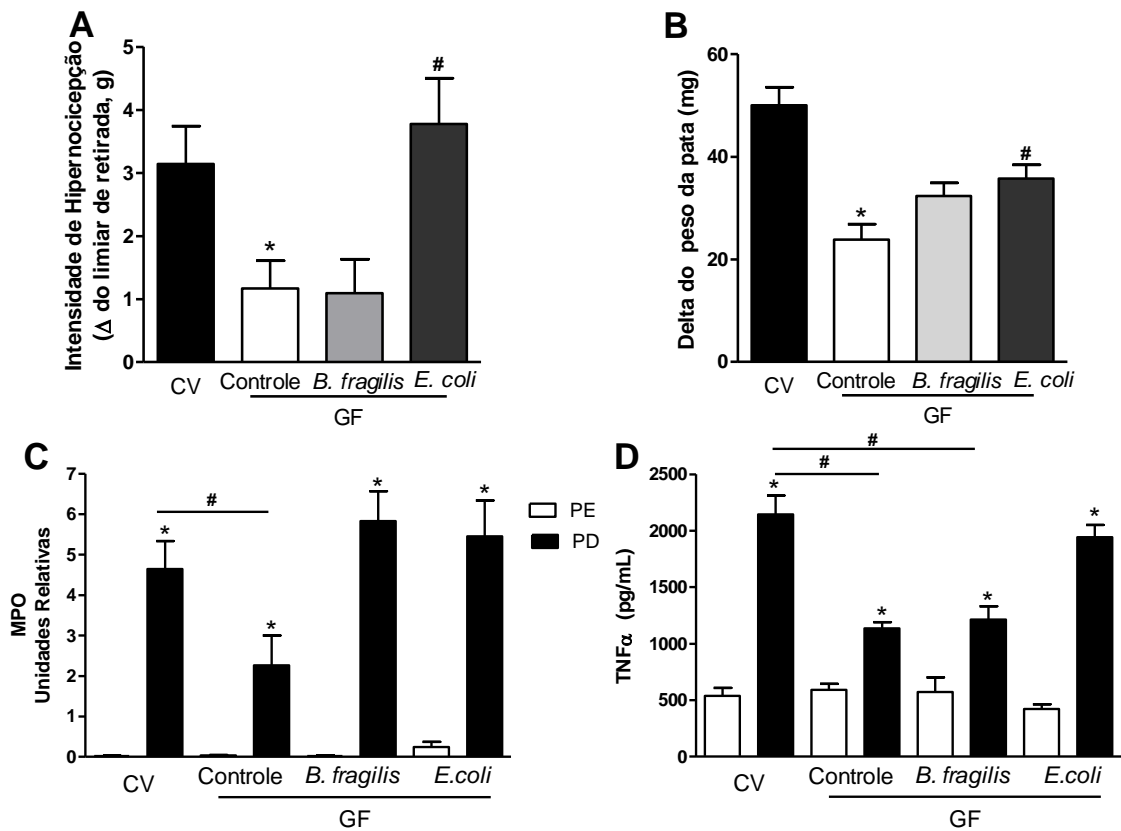 A
Intensidade de Hipernocicepção
(Δ do limiar de retirada, g)
5
4
3
2
1
0
*
#
CV
Controle
B. fragilis
E. coli
GF
B
Delta do peso da pata (mg)
60
40
20
0
*
#
CV
Controle
B. fragilis
E. coli
GF
C
MPO
Unidades Relativas
7
6
5
4
3
2
1
0
#
*
*
*
*
PE
PD
CV
Controle
B. fragilis
E.coli
GF
D
TNFα (pg/mL)
2500
2000
1500
1000
500
0
#
#
*
*
*
*
CV
Controle
B. fragilis
E.coli
GF